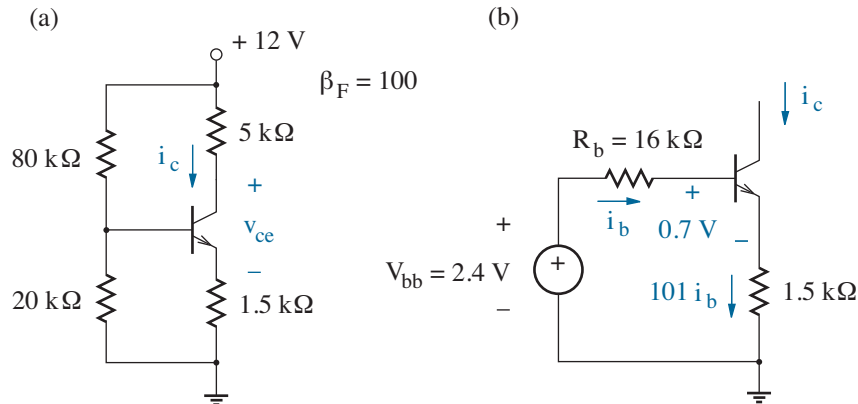 (a)
+ 12 V
β_F = 100
5 kΩ
80 kΩ
i_c
+
v_ce
−
20 kΩ
1.5 kΩ
(b)
i_c
R_b = 16 kΩ
+
i_b
0.7 V
−
+
V_bb = 2.4 V
+
−
101 i_b
1.5 kΩ